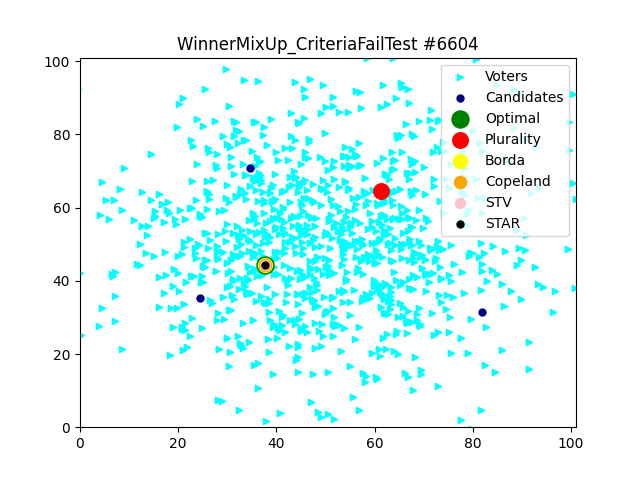 WinnerMixUp_CriteriaFailTest #6604
Voters
Candidates
Optimal
Plurality
Borda
Copeland
STV
STAR
100
80
60
40
20
0
0 20 40 60 80 100